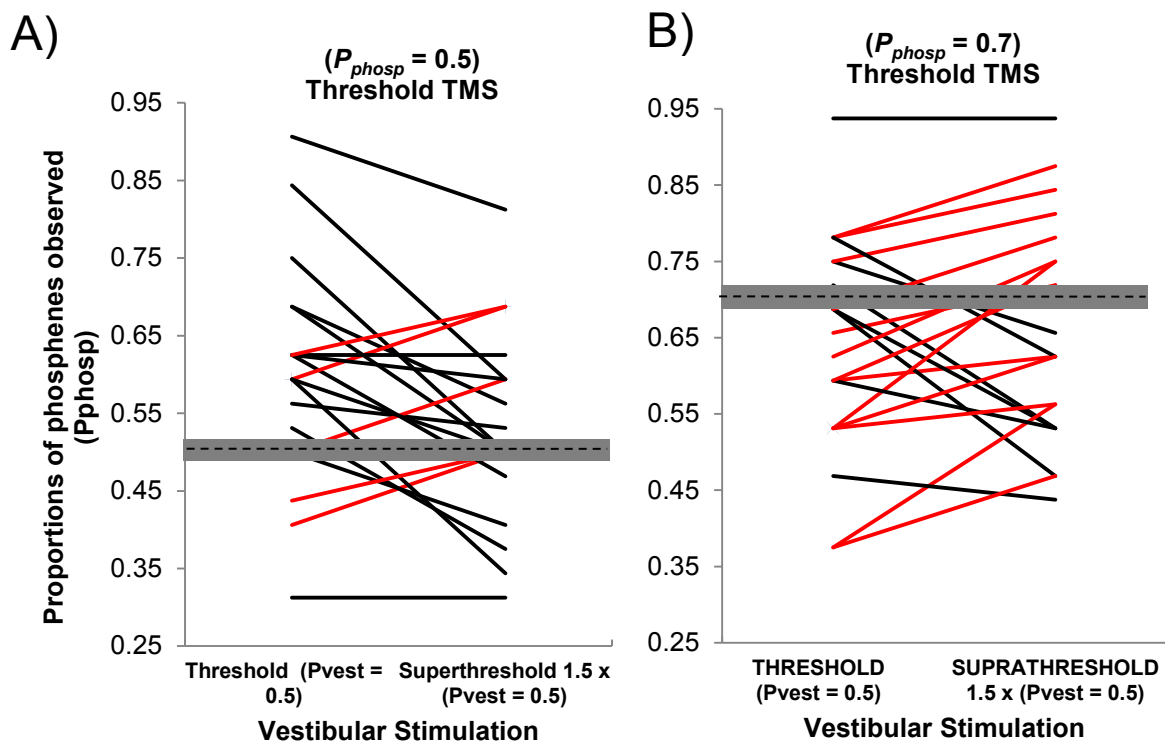 A)
(Pphosp = 0.5)
Threshold TMS
Proportions of phosphenes observed
(Pphosp)
0.95
0.85
0.75
0.65
0.55
0.45
0.35
0.25
Threshold (Pvest =
0.5)
Superthreshold 1.5 x
(Pvest = 0.5)
Vestibular Stimulation
B)
(Pphosp = 0.7)
Threshold TMS
0.95
0.85
0.75
0.65
0.55
0.45
0.35
0.25
THRESHOLD
(Pvest = 0.5)
SUPRATHRESHOLD
1.5 x (Pvest = 0.5)
Vestibular Stimulation